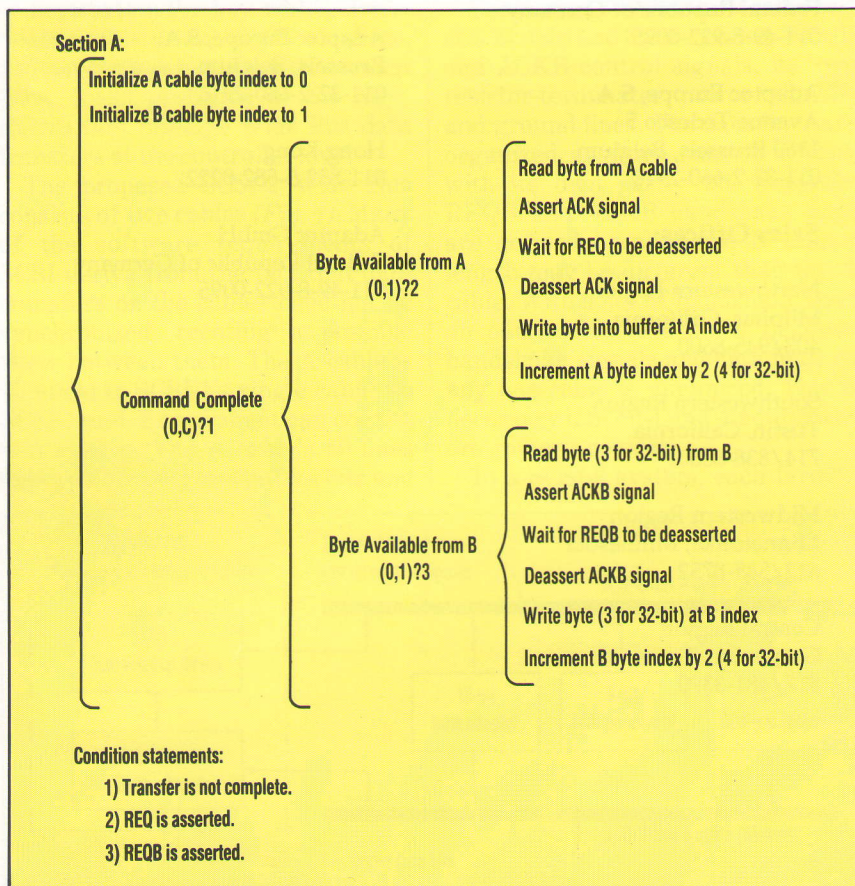 Section A:
Initialize A cable byte index to 0
Initialize B cable byte index to 1
Command Complete
(0,C)?1
Byte Available from A
(0,1)?2
Read byte from A cable
Assert ACK signal
Wait for REQ to be deasserted
Deassert ACK signal
Write byte into buffer at A index
Increment A byte index by 2 (4 for 32-bit)
Byte Available from B
(0,1)?3
Read byte (3 for 32-bit) from B
Assert ACKB signal
Wait for REQB to be deasserted
Deassert ACKB signal
Write byte (3 for 32-bit) at B index
Increment B byte index by 2 (4 for 32-bit)
Condition statements:
1) Transfer is not complete.
2) REQ is asserted.
3) REQB is asserted.